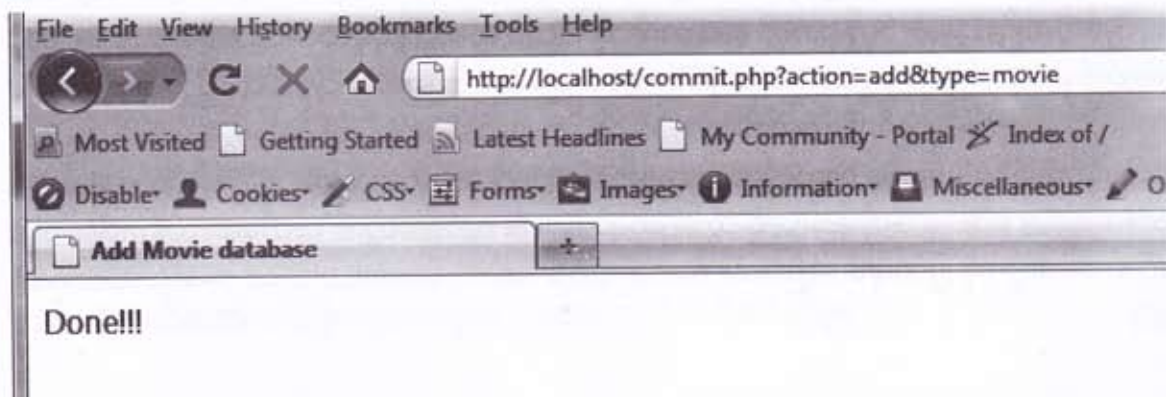 File Edit View History Bookmarks Tools Help
http://localhost/commit.php?action=add&type=movie
Most Visited Getting Started Latest Headlines My Community - Portal Index of /
Disable Cookies CSS Forms Images Information Miscellaneous O
Add Movie database
Done!!!